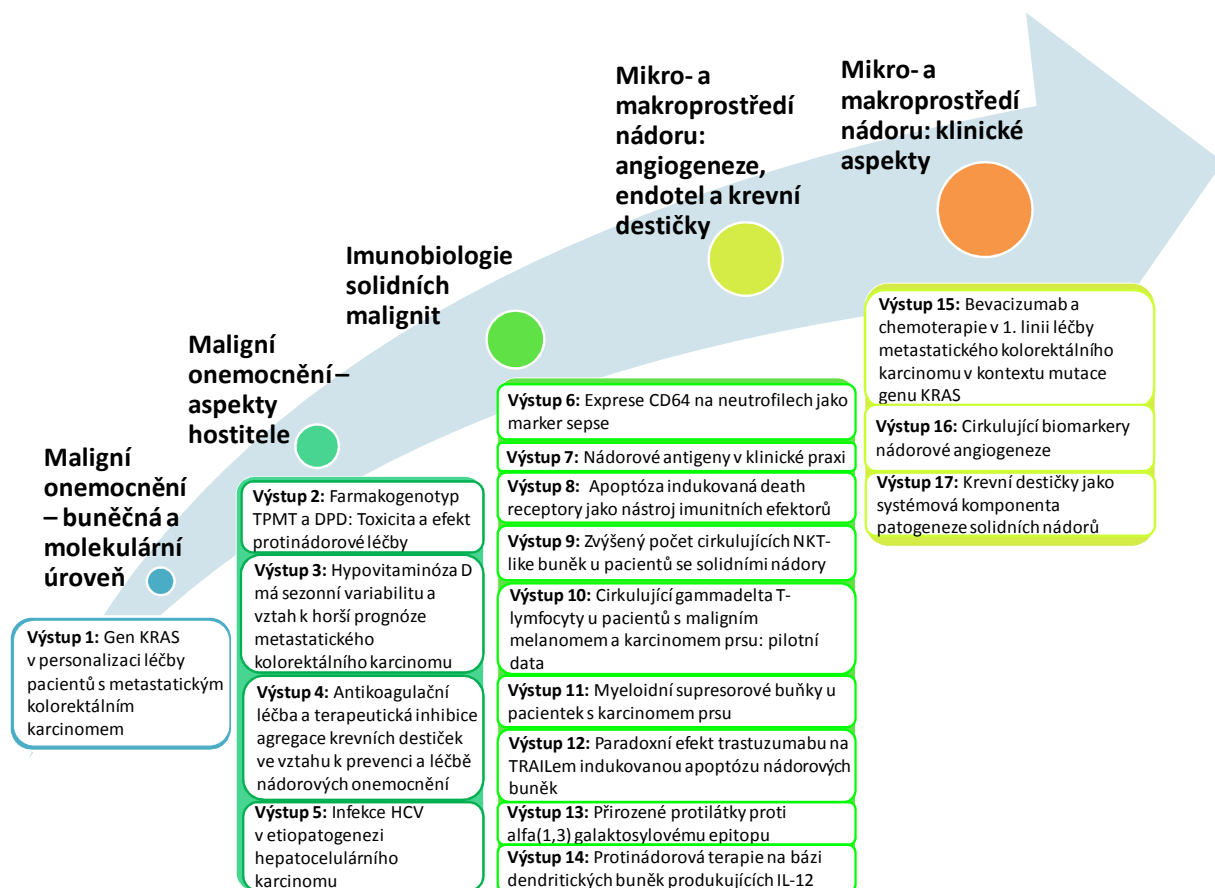 Maligní
onemocnění
– buněčná a
molekulární
úroveň
Výstup 1: Gen KRAS
v personalizaci léčby
pacientů s metastatickým
kolorektálním
karcinomem
Maligní
onemocnění –
aspekty
hostitele
Výstup 2: Farmakogenotyp
TPMT a DPD: Toxicita a efekt
protinádorové léčby
Výstup 3: Hypovitaminóza D
má sezonní variabilitu a
vztah k horší prognóze
metastatického
kolorektálního karcinomu
Výstup 4: Antikoagulační
léčba a terapeutická inhibice
agregace krevních destiček
ve vztahu k prevenci a léčbě
nádorových onemocnění
Výstup 5: Infekce HCV
v etiopatogenezi
hepatocelulárního
karcinomu
Imunobiologie
solidních
malignit
Výstup 6: Exprese CD64 na neutrofilech jako
marker sepse
Výstup 7: Nádorové antigeny v klinické praxi
Výstup 8: Apoptóza indukovaná death
receptory jako nástroj imunitních efektorů
Výstup 9: Zvýšený počet cirkulujících NKT-
like buněk u pacientů se solidními nádory
Výstup 10: Cirkulující gammadelta T-
lymfocyty u pacientů s maligním
melanomem a karcinomem prsu: pilotní
data
Výstup 11: Myeloidní supresorové buňky u
pacientek s karcinomem prsu
Výstup 12: Paradoxní efekt trastuzumabu na
TRAILem indukovanou apoptózu nádorových
buněk
Výstup 13: Přirozené protilátky proti
alfa(1,3) galaktosylovému epitopu
Výstup 14: Protinádorová terapie na bázi
dendritických buněk produkujících IL-12
Mikro- a
makroprostředí
nádoru:
angiogeneze,
endotel a krevní
destičky
Mikro- a
makroprostředí
nádoru: klinické
aspekty
Výstup 15: Bevacizumab a
chemoterapie v 1. linii léčby
metastatického kolorektálního
karcinomu v kontextu mutace
genu KRAS
Výstup 16: Cirkulující biomarkery
nádorové angiogeneze
Výstup 17: Krevní destičky jako
systémová komponenta
patogeneze solidních nádorů